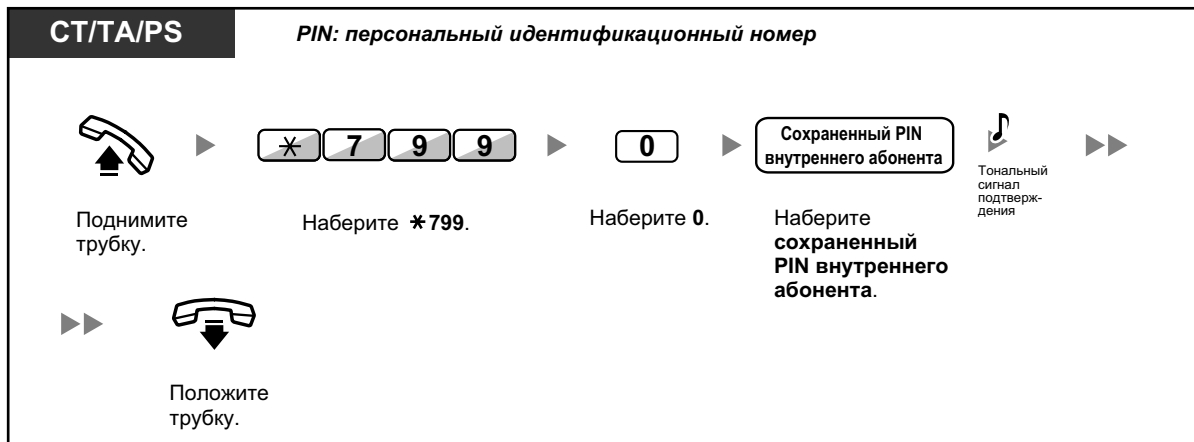 CT/TA/PS
PIN: персональный идентификационный номер
* 7 9 9
0
Сохраненный PIN
внутреннего абонента
Тональный
сигнал
подтверж-
дения
Поднимите
трубку.
Наберите *799.
Наберите 0.
Наберите
сохраненный
PIN внутреннего
абонента.
Положите
трубку.